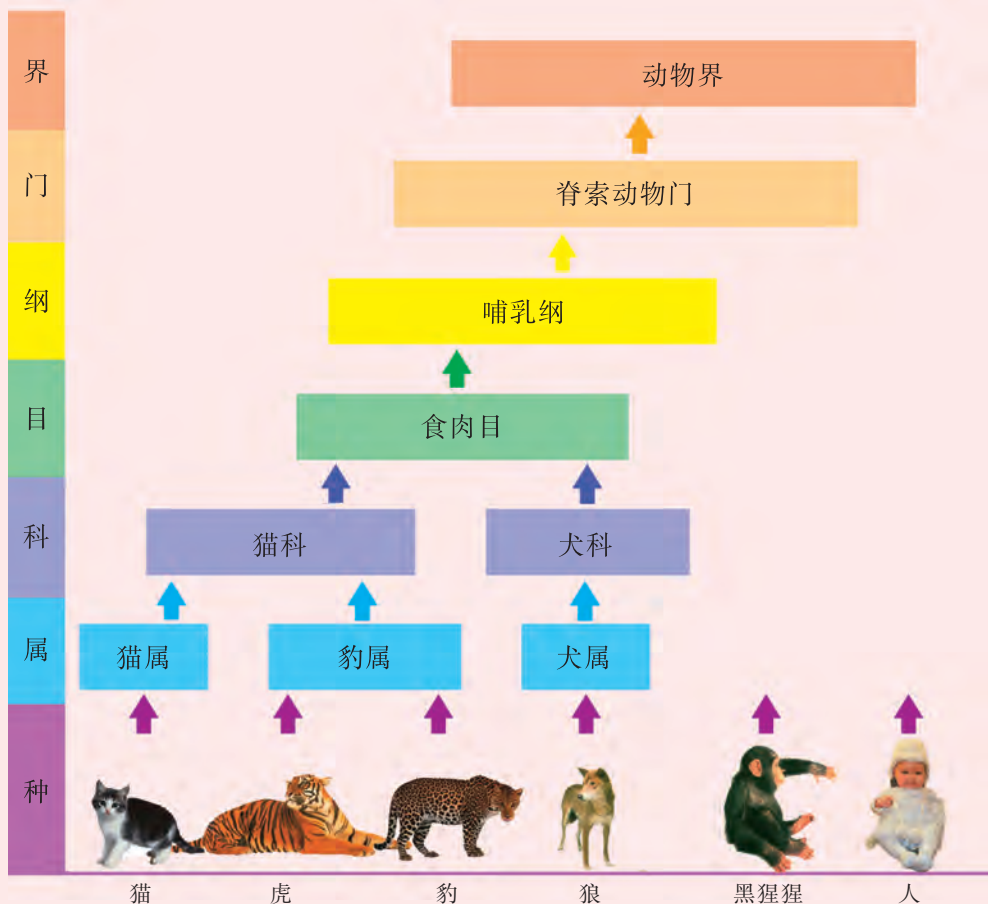 界
动物界
门
脊索动物门
纲
哺乳纲
目
食肉目
科
猫科
犬科
属
猫属
豹属
犬属
种
猫
虎
豹
狼
黑猩猩
人